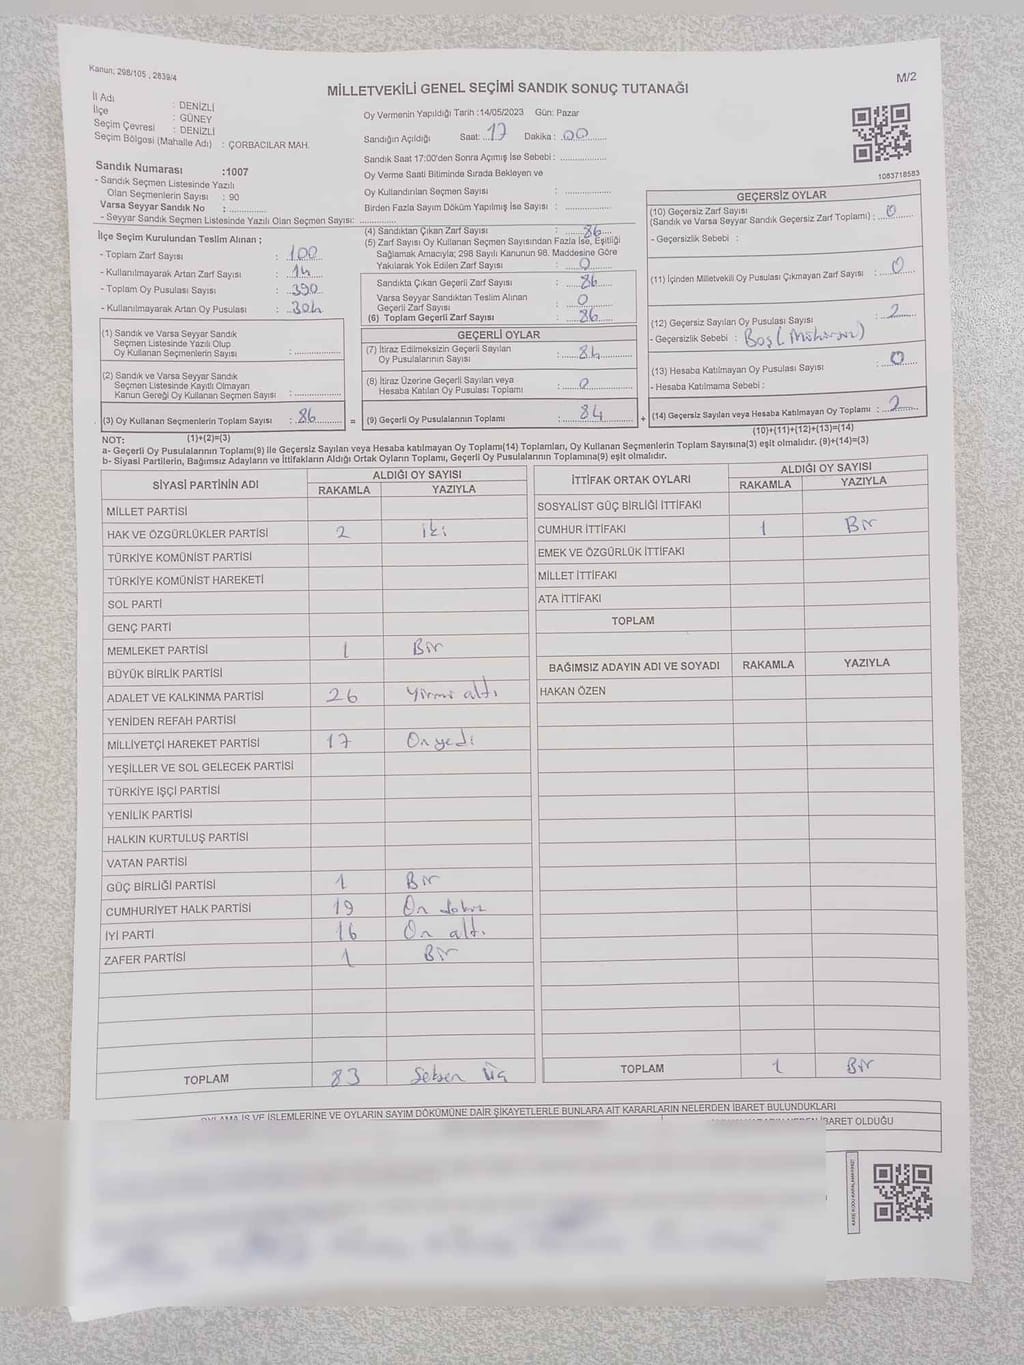 Kanun, 298/105 , 2839/4
M/2
MİLLETVEKİLİ GENEL SEÇİMİ SANDIK SONUÇ TUTANAĞI
İl Adı : DENİZLİ
İlçe : GÜNEY
Seçim Çevresi : DENİZLİ
Seçim Bölgesi (Mahalle Adı) : ÇORBACILAR MAH.
Sandık Numarası :1007
- Sandık Seçmen Listesinde Yazılı
Olan Seçmenlerin Sayısı : 90
Varsa Seyyar Sandık No :
- Seyyar Sandık Seçmen Listesinde Yazılı Olan Seçmen Sayısı:
Oy Vermenin Yapıldığı Tarih :14/05/2023 Gün: Pazar
Sandığın Açıldığı Saat: 17 Dakika : 00
Sandık Saat 17:00'den Sonra Açımış İse Sebebi :
Oy Verme Saati Bitiminde Sırada Bekleyen ve
Oy Kullandırılan Seçmen Sayısı :
Birden Fazla Sayım Döküm Yapılmış İse Sayısı :
1083718583
İlçe Seçim Kurulundan Teslim Alınan ;
- Toplam Zarf Sayısı : 100
- Kullanılmayarak Artan Zarf Sayısı : 14
- Toplam Oy Pusulası Sayısı : 390
- Kullanılmayarak Artan Oy Pusulası : 304
(1) Sandık ve Varsa Seyyar Sandık
Seçmen Listesinde Yazılı Olup
Oy Kullanan Seçmenlerin Sayısı :
(2) Sandık ve Varsa Seyyar Sandık
Seçmen Listesinde Kayıtlı Olmayan
Kanun Gereği Oy Kullanan Seçmen Sayısı :
(3) Oy Kullanan Seçmenlerin Toplam Sayısı : 86
(4) Sandıktan Çıkan Zarf Sayısı : 86
(5) Zarf Sayısı Oy Kullanan Seçmen Sayısından Fazla İse, Eşitliği
Sağlamak Amacıyla; 298 Sayılı Kanunun 98. Maddesine Göre
Yakılarak Yok Edilen Zarf Sayısı : 0
Sandıkta Çıkan Geçerli Zarf Sayısı : 86
Varsa Seyyar Sandıktan Teslim Alınan
Geçerli Zarf Sayısı : 0
(6) Toplam Geçerli Zarf Sayısı : 86
GEÇERLİ OYLAR
(7) İtiraz Edilmeksizin Geçerli Sayılan
Oy Pusulalarının Sayısı : 84
(8) İtiraz Üzerine Geçerli Sayılan veya
Hesaba Katılan Oy Pusulası Toplamı : 0
= (9) Geçerli Oy Pusulalarının Toplamı : 84 +
GEÇERSİZ OYLAR
(10) Geçersiz Zarf Sayısı
(Sandık ve Varsa Seyyar Sandık Geçersiz Zarf Toplamı) : 0
- Geçersizlik Sebebi :
(11) İçinden Milletvekili Oy Pusulası Çıkmayan Zarf Sayısı : 0
(12) Geçersiz Sayılan Oy Pusulası Sayısı : 2
- Geçersizlik Sebebi : Boş (Mühürsüz)
(13) Hesaba Katılmayan Oy Pusulası Sayısı : 0
- Hesaba Katılmama Sebebi :
(14) Geçersiz Sayılan veya Hesaba Katılmayan Oy Toplamı : 2
NOT: (1)+(2)=(3)
(10)+(11)+(12)+(13)=(14)
a- Geçerli Oy Pusulalarının Toplamı(9) ile Geçersiz Sayılan veya Hesaba katılmayan Oy Toplamı(14) Toplamları, Oy Kullanan Seçmenlerin Toplam Sayısına(3) eşit olmalıdır. (9)+(14)=(3)
b- Siyasi Partilerin, Bağımsız Adayların ve İttifakların Aldığı Ortak Oyların Toplamı, Geçerli Oy Pusulalarının Toplamına(9) eşit olmalıdır.
SİYASİ PARTİNİN ADI ALDIĞI OY SAYISI
RAKAMLA YAZIYLA
MİLLET PARTİSİ
HAK VE ÖZGÜRLÜKLER PARTİSİ 2 iki
TÜRKİYE KOMÜNİST PARTİSİ
TÜRKİYE KOMÜNİST HAREKETİ
SOL PARTİ
GENÇ PARTİ
MEMLEKET PARTİSİ 1 Bir
BÜYÜK BİRLİK PARTİSİ
ADALET VE KALKINMA PARTİSİ 26 Yirmi altı
YENİDEN REFAH PARTİSİ
MİLLİYETÇİ HAREKET PARTİSİ 17 Onyedi
YEŞİLLER VE SOL GELECEK PARTİSİ
TÜRKİYE İŞÇİ PARTİSİ
YENİLİK PARTİSİ
HALKIN KURTULUŞ PARTİSİ
VATAN PARTİSİ
GÜÇ BİRLİĞİ PARTİSİ 1 Bir
CUMHURİYET HALK PARTİSİ 19 On dokuz
İYİ PARTİ 16 On altı
ZAFER PARTİSİ 1 Bir
TOPLAM 83 Seksen Üç
İTTİFAK ORTAK OYLARI ALDIĞI OY SAYISI
RAKAMLA YAZIYLA
SOSYALİST GÜÇ BİRLİĞİ İTTİFAKI
CUMHUR İTTİFAKI 1 Bir
EMEK VE ÖZGÜRLÜK İTTİFAKI
MİLLET İTTİFAKI
ATA İTTİFAKI
TOPLAM
BAĞIMSIZ ADAYIN ADI VE SOYADI RAKAMLA YAZIYLA
HAKAN ÖZEN
TOPLAM 1 Bir
OYLAMA İŞ VE İŞLEMLERİNE VE OYLARIN SAYIM DÖKÜMÜNE DAİR ŞİKAYETLERLE BUNLARA AİT KARARLARIN NELERDEN İBARET BULUNDUKLARI
İBARET OLDUĞU